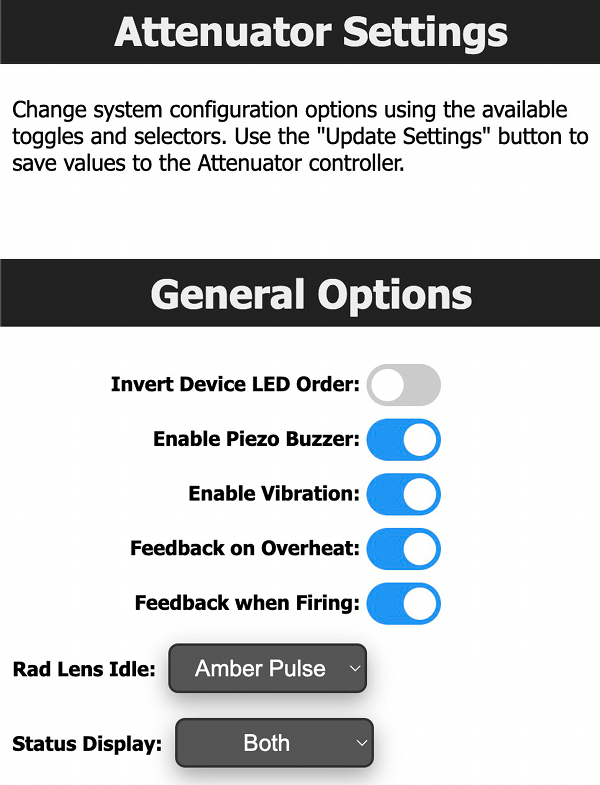 Attenuator Settings
Change system configuration options using the available
toggles and selectors. Use the "Update Settings" button to
save values to the Attenuator controller.
General Options
Invert Device LED Order:
Enable Piezo Buzzer:
Enable Vibration:
Feedback on Overheat:
Feedback when Firing:
Rad Lens Idle: Amber Pulse
Status Display: Both